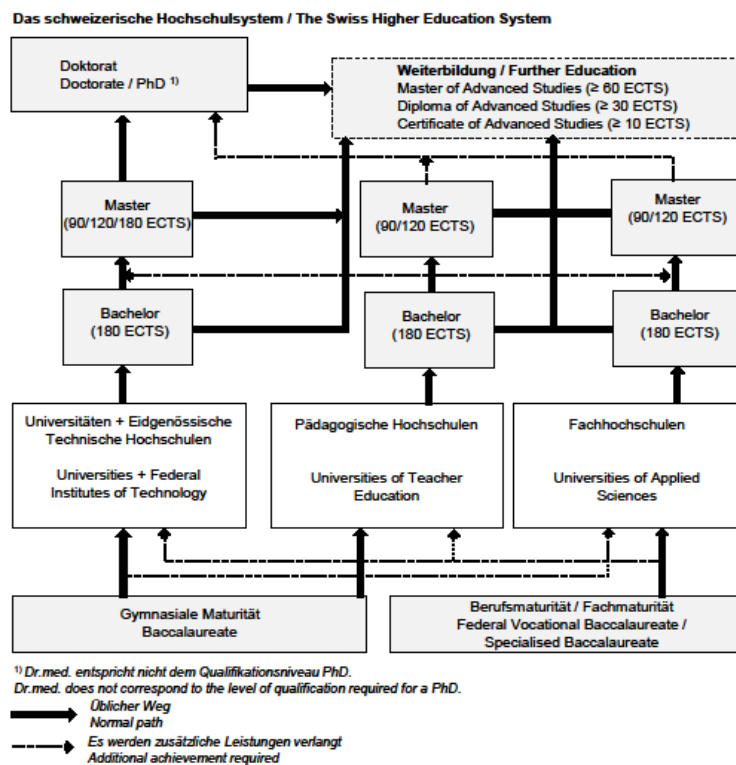 Das schweizerische Hochschulsystem / The Swiss Higher Education System
Doktorat
Doctorate / PhD 1)
Weiterbildung / Further Education
Master of Advanced Studies (≥ 60 ECTS)
Diploma of Advanced Studies (≥ 30 ECTS)
Certificate of Advanced Studies (≥ 10 ECTS)
Master
(90/120/180 ECTS)
Master
(90/120 ECTS)
Master
(90/120 ECTS)
Bachelor
(180 ECTS)
Bachelor
(180 ECTS)
Bachelor
(180 ECTS)
Universitäten + Eidgenössische
Technische Hochschulen
Universities + Federal
Institutes of Technology
Pädagogische Hochschulen
Universities of Teacher
Education
Fachhochschulen
Universities of Applied
Sciences
Gymnasiale Maturität
Baccalaureate
Berufsmaturität / Fachmaturität
Federal Vocational Baccalaureate /
Specialised Baccalaureate
1) Dr.med. entspricht nicht dem Qualifikationsniveau PhD.
Dr.med. does not correspond to the level of qualification required for a PhD.
Üblicher Weg
Normal path
Es werden zusätzliche Leistungen verlangt
Additional achievement required